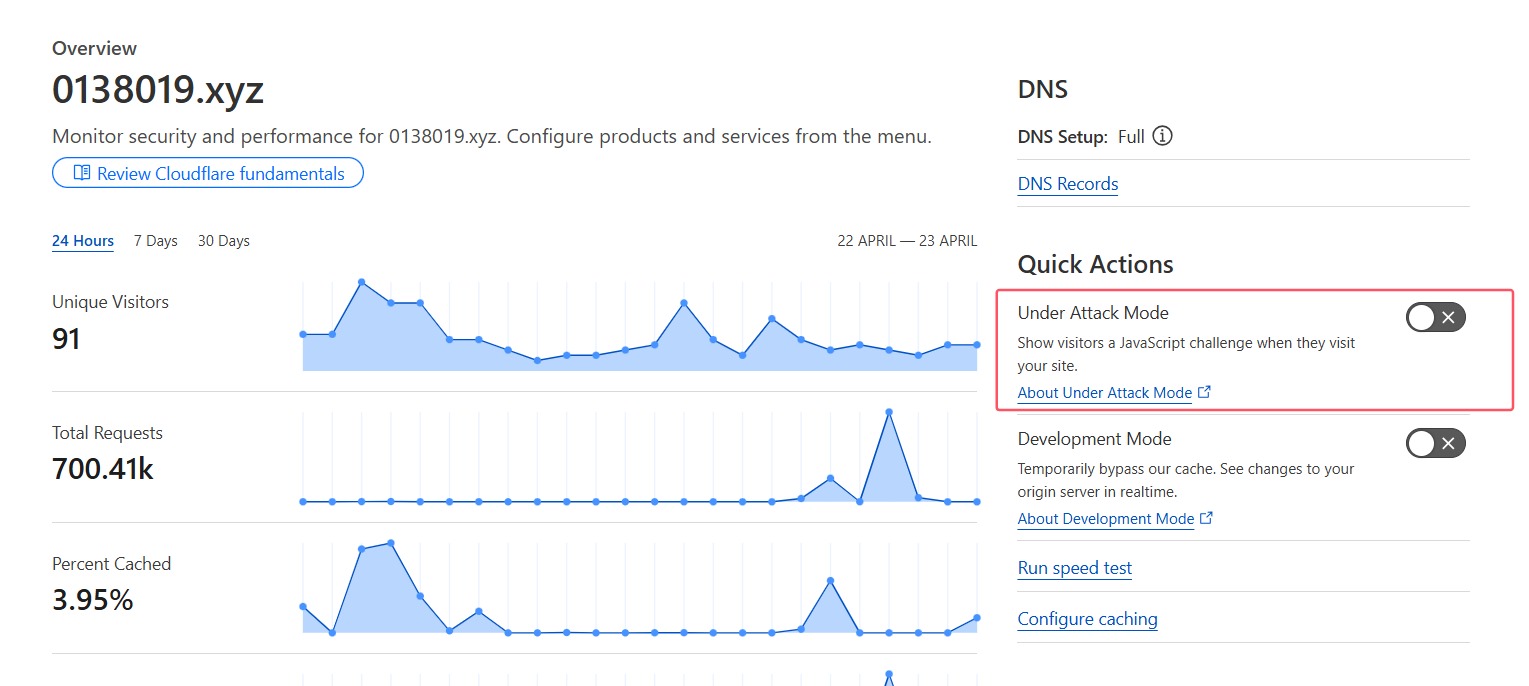 Overview
0138019.xyz
Monitor security and performance for 0138019.xyz. Configure products and services from the menu.
Review Cloudflare fundamentals
24 Hours 7 Days 30 Days 22 APRIL — 23 APRIL
Unique Visitors
91
Total Requests
700.41k
Percent Cached
3.95%
DNS
DNS Setup: Full
DNS Records
Quick Actions
Under Attack Mode
Show visitors a JavaScript challenge when they visit
your site.
About Under Attack Mode
Development Mode
Temporarily bypass our cache. See changes to your
origin server in realtime.
About Development Mode
Run speed test
Configure caching